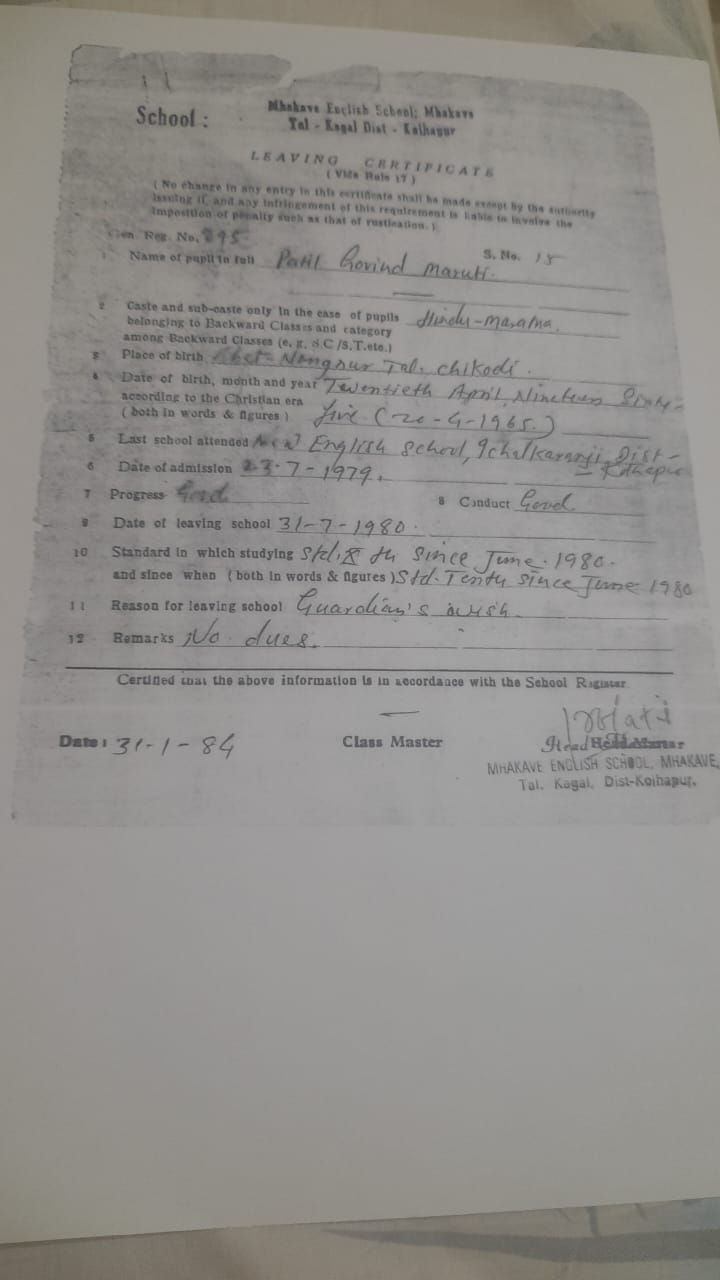 School :
Mhakave English School; Mhakave
Tal - Kagal Dist - Kolhapur
LEAVING CERTIFICATE
( Vide Rule 17 )
( No change in any entry in this certificate shall be made except by the authority
issuing it, and any infringement of this requirement is liable to involve the
imposition of penalty such as that of rustication. )
Gen. Reg. No. 895
S. No. 15
1 Name of pupil in full Patil Govind Maruti.
2 Caste and sub-caste only in the case of pupils
belonging to Backward Classes and category
among Backward Classes (e. g. S.C /S.T.etc.)
Hindu-Maratha.
3 Place of birth Tal. Chikodi.
4 Date of birth, month and year Twentieth April, Nineteen Sixty-
according to the Christian era
( both in words & figures ) five (20-4-1965.)
5 Last school attended New English School, Ichalkaranji, Dist-
Kolhapur
6 Date of admission 23-7-1979.
7 Progress Good
8 Conduct Good
9 Date of leaving school 31-7-1980.
10 Standard in which studying Std. th since June. 1980.
and since when ( both in words & figures ) Std. Tenth since June 1980
11 Reason for leaving school Guardian's wish.
12 Remarks No dues.
Certified that the above information is in accordance with the School Register
Date : 31-1-84
Class Master
Head Master
MHAKAVE ENGLISH SCHOOL, MHAKAVE,
Tal. Kagal, Dist-Kolhapur.